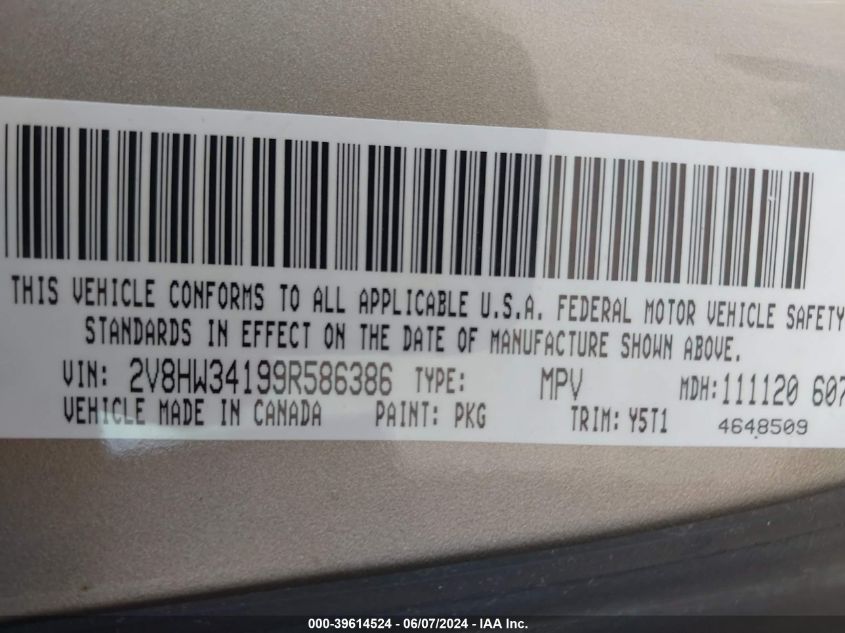 THIS VEHICLE CONFORMS TO ALL APPLICABLE U.S.A. FEDERAL MOTOR VEHICLE SAFETY
STANDARDS IN EFFECT ON THE DATE OF MANUFACTURE SHOWN ABOVE.
VIN: 2V8HW34199R586386 TYPE: MPV MDH: 111120 607
VEHICLE MADE IN CANADA PAINT: PKG TRIM: Y5T1 4648509
000-39614524 - 06/07/2024 - IAA Inc.